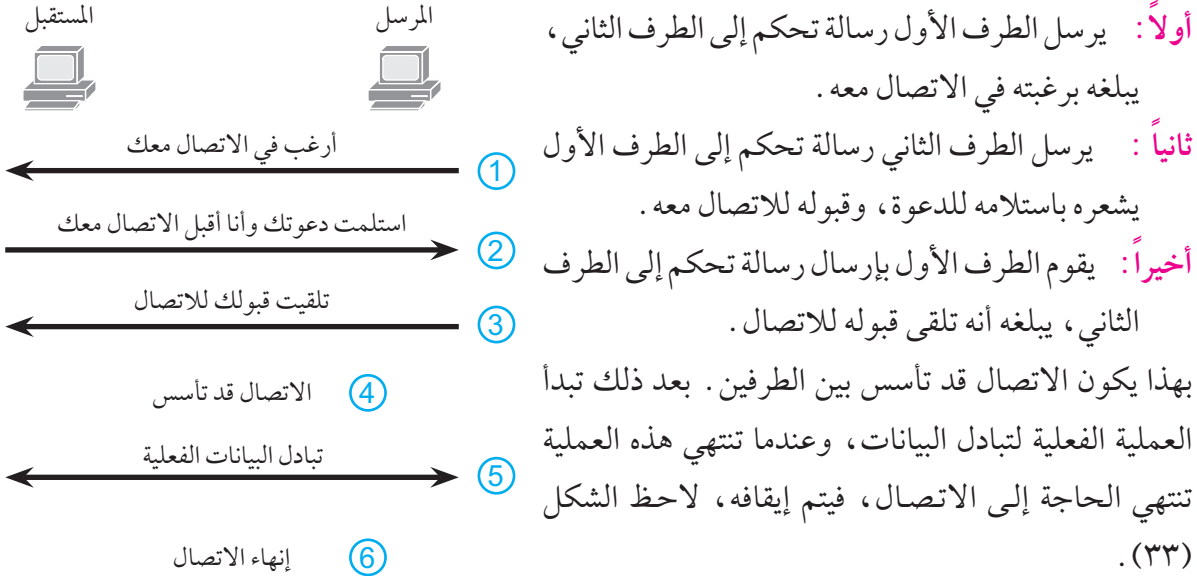 أولاً : يرسل الطرف الأول رسالة تحكم إلى الطرف الثاني ،
يبلغه برغبته في الاتصال معه .
ثانياً : يرسل الطرف الثاني رسالة تحكم إلى الطرف الأول
يشعره باستلامه للدعوة ، وقبوله للاتصال معه .
أخيراً : يقوم الطرف الأول بإرسال رسالة تحكم إلى الطرف
الثاني ، يبلغه أنه تلقى قبوله للاتصال .
بهذا يكون الاتصال قد تأسس بين الطرفين . بعد ذلك تبدأ
العملية الفعلية لتبادل البيانات ، وعندما تنتهي هذه العملية
تنتهي الحاجة إلى الاتصال ، فيتم إيقافه ، لاحظ الشكل
(٣٣) .
المرسل المستقبل
1 أرغب في الاتصال معك
2 استلمت دعوتك وأنا أقبل الاتصال معك
3 تلقيت قبولك للاتصال
4 الاتصال قد تأسس
5 تبادل البيانات الفعلية
6 إنهاء الاتصال